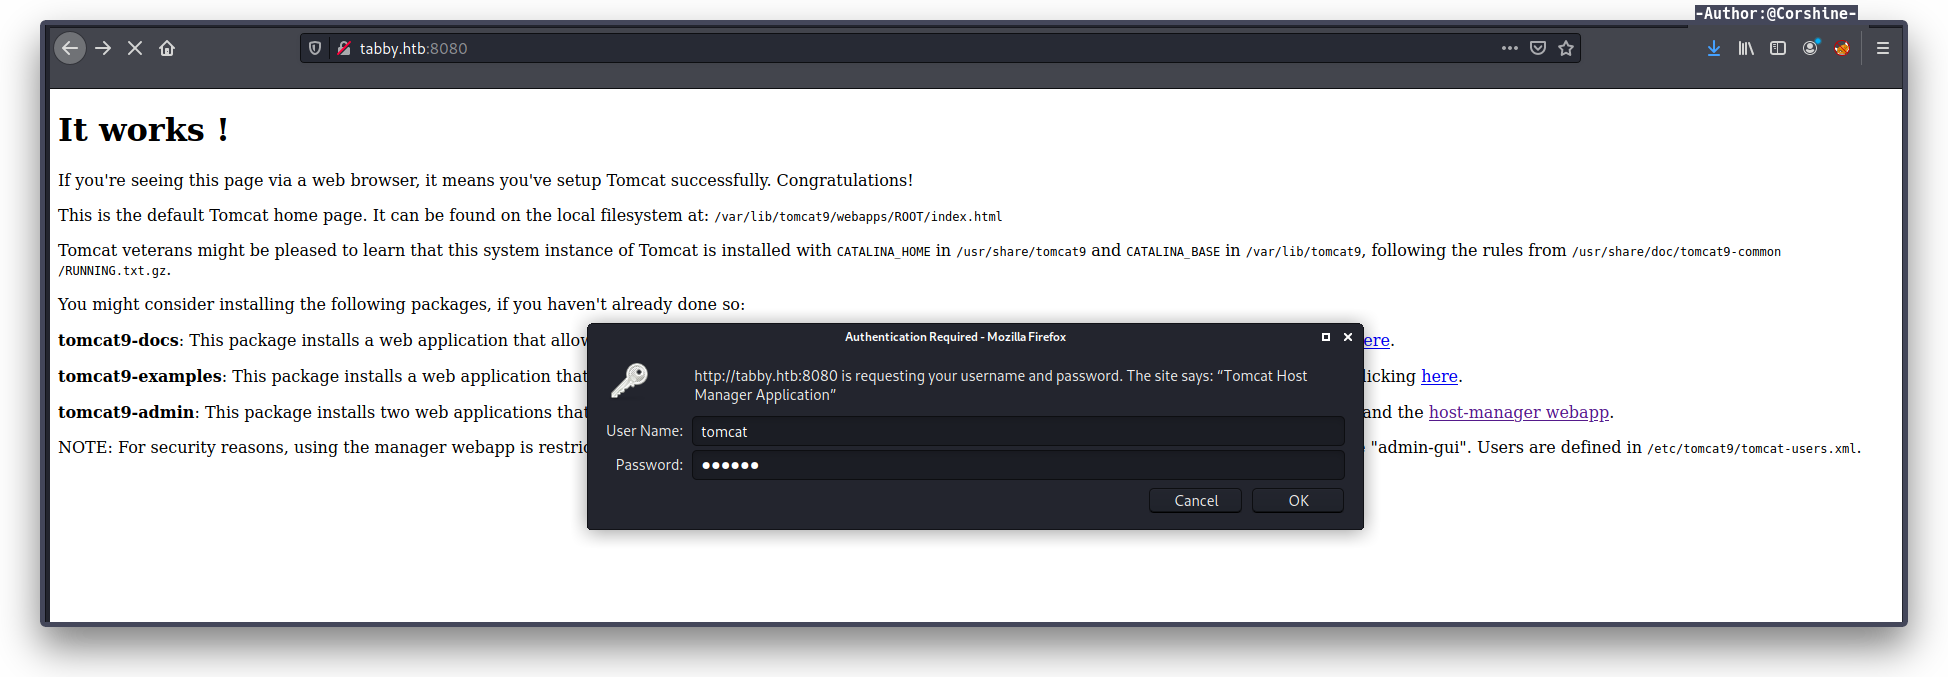 -Author:@Corshine-
tabby.htb:8080
It works !
If you're seeing this page via a web browser, it means you've setup Tomcat successfully. Congratulations!
This is the default Tomcat home page. It can be found on the local filesystem at: /var/lib/tomcat9/webapps/ROOT/index.html
Tomcat veterans might be pleased to learn that this system instance of Tomcat is installed with CATALINA_HOME in /usr/share/tomcat9 and CATALINA_BASE in /var/lib/tomcat9, following the rules from /usr/share/doc/tomcat9-common
/RUNNING.txt.gz.
You might consider installing the following packages, if you haven't already done so:
tomcat9-docs: This package installs a web application that allow ere.
tomcat9-examples: This package installs a web application that licking here.
tomcat9-admin: This package installs two web applications that and the host-manager webapp.
NOTE: For security reasons, using the manager webapp is restric "admin-gui". Users are defined in /etc/tomcat9/tomcat-users.xml.
Authentication Required - Mozilla Firefox
http://tabby.htb:8080 is requesting your username and password. The site says: “Tomcat Host
Manager Application”
User Name: tomcat
Password: ●●●●●●
Cancel OK